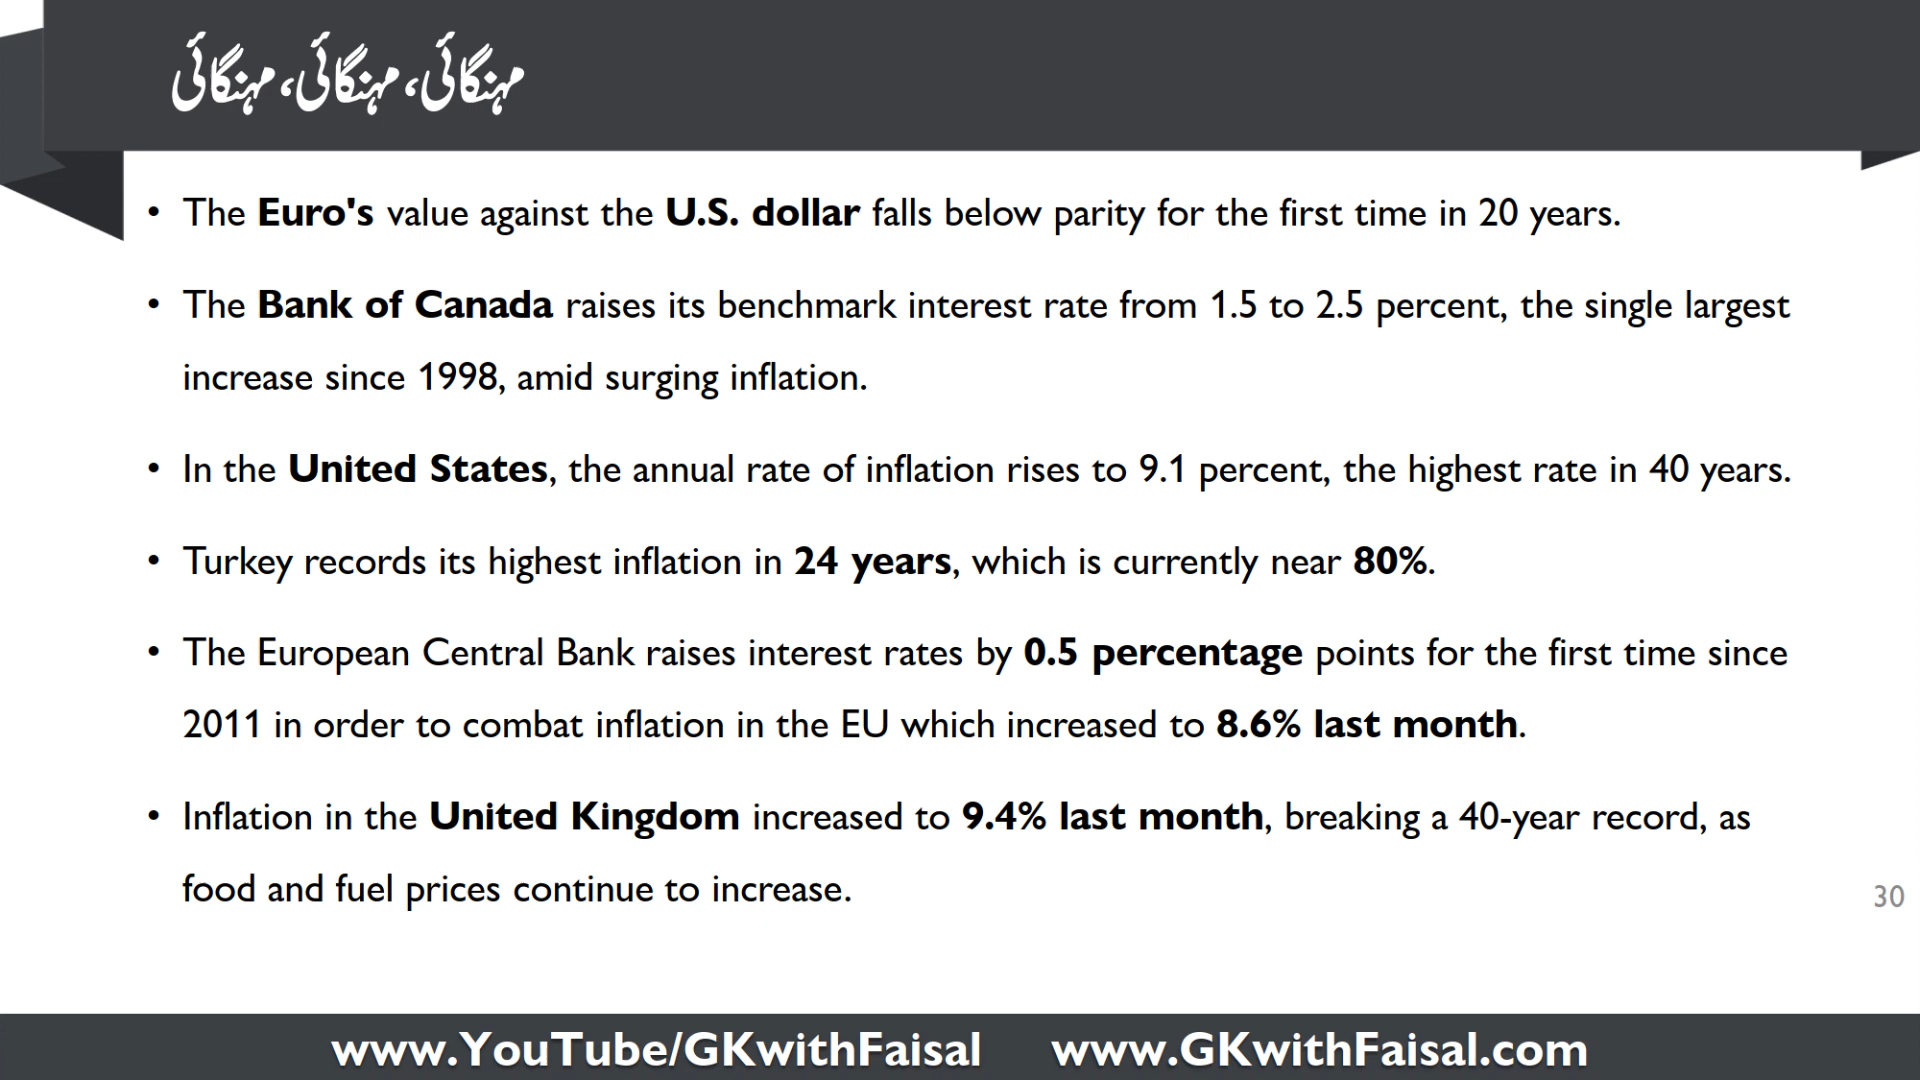 مہنگائی، مہنگائی، مہنگائی
• The Euro's value against the U.S. dollar falls below parity for the first time in 20 years.
• The Bank of Canada raises its benchmark interest rate from 1.5 to 2.5 percent, the single largest
increase since 1998, amid surging inflation.
• In the United States, the annual rate of inflation rises to 9.1 percent, the highest rate in 40 years.
• Turkey records its highest inflation in 24 years, which is currently near 80%.
• The European Central Bank raises interest rates by 0.5 percentage points for the first time since
2011 in order to combat inflation in the EU which increased to 8.6% last month.
• Inflation in the United Kingdom increased to 9.4% last month, breaking a 40-year record, as
food and fuel prices continue to increase.
30
www.YouTube/GKwithFaisal www.GKwithFaisal.com